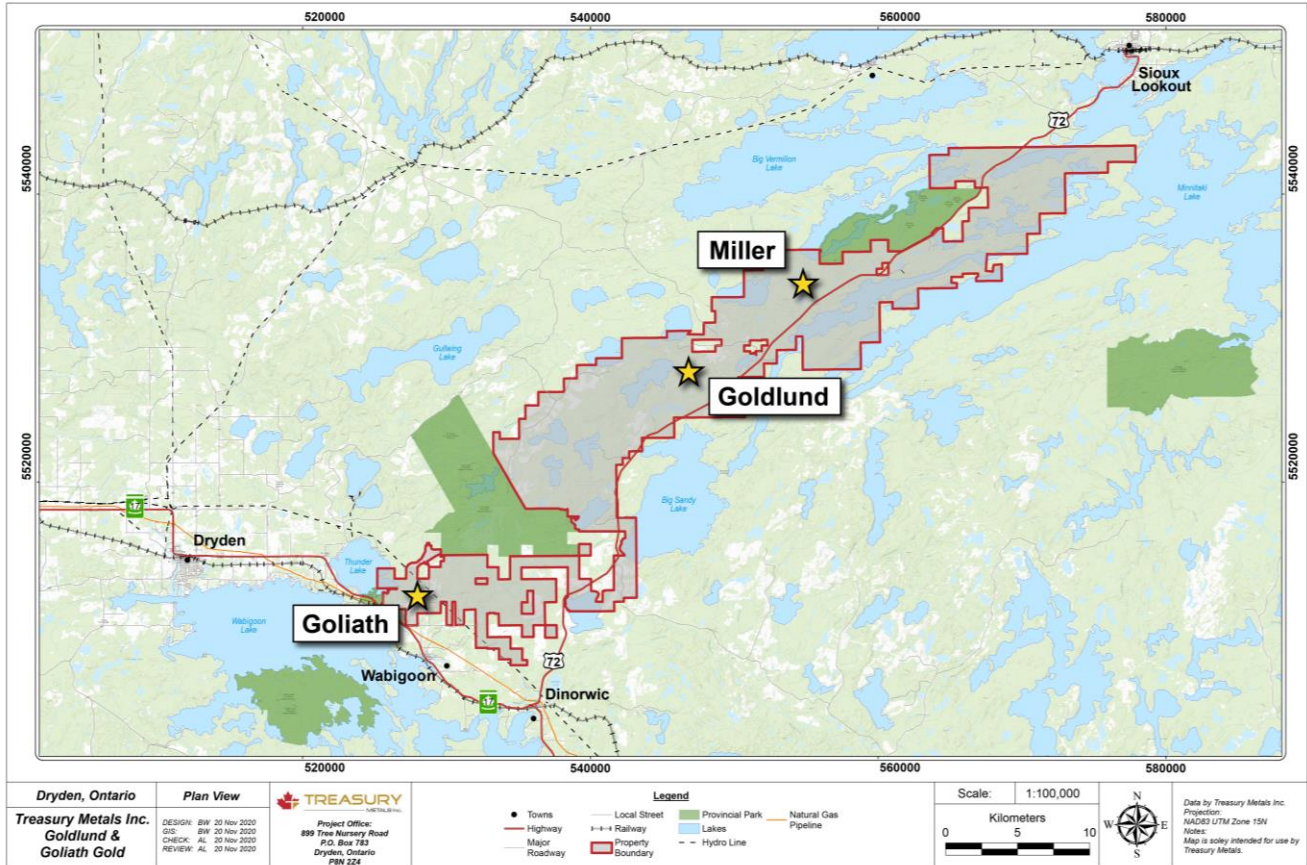 520000
540000
560000
580000
Sioux
Lookout
72
5540000
5540000
Big Vermilion
Lake
Minnitaki
Lake
Miller
Gullwing
Lake
Goldlund
5520000
5520000
Big Sandy
Lake
Dryden
Thunder
Lake
Goliath
Wabigoon
Lake
Wabigoon
72
Dinorwic
520000
540000
560000
580000
Dryden, Ontario
Treasury Metals Inc.
Goldlund &
Goliath Gold
Plan View
DESIGN: BW 20 Nov 2020
GIS: BW 20 Nov 2020
CHECK: AL 20 Nov 2020
REVIEW: AL 20 Nov 2020
TREASURY
METALS Inc.
Project Office:
899 Tree Nursery Road
P.O. Box 783
Dryden, Ontario
P8N 2Z4
Legend
Towns
Highway
Major
Roadway
Local Street
Railway
Property
Boundary
Provincial Park
Lakes
Hydro Line
Natural Gas
Pipeline
Scale: 1:100,000
Kilometers
0 5 10
N
W E
S
Data by Treasury Metals Inc.
Projection:
NAD83 UTM Zone 15N
Notes:
Map is soley intended for use by
Treasury Metals.